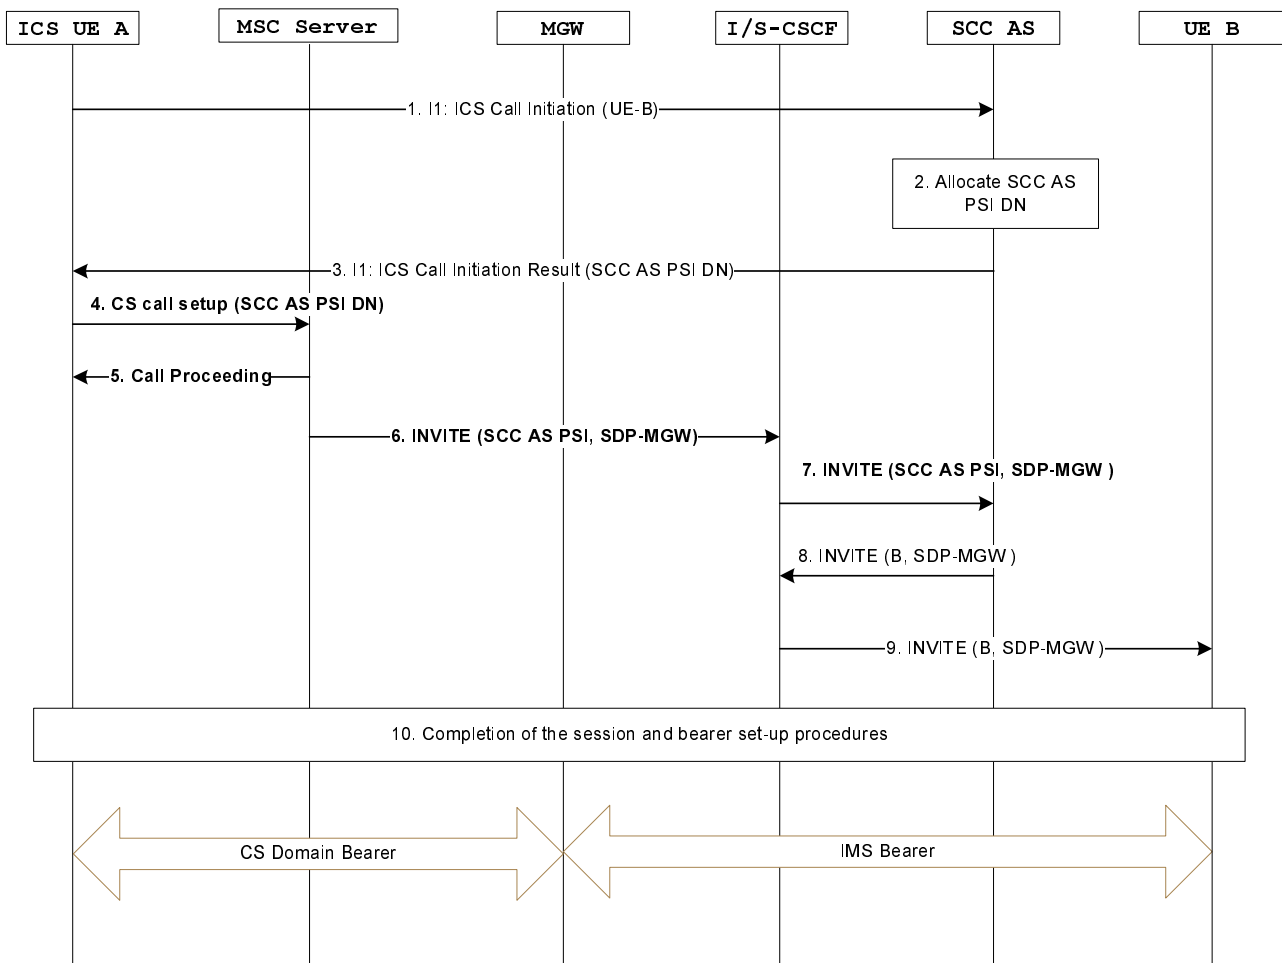 ICS UE A
MSC Server
MGW
I/S-CSCF
SCC AS
UE B
1. I1: ICS Call Initiation (UE-B)
2. Allocate SCC AS
PSI DN
3. I1: ICS Call Initiation Result (SCC AS PSI DN)
4. CS call setup (SCC AS PSI DN)
5. Call Proceeding
6. INVITE (SCC AS PSI, SDP-MGW)
7. INVITE (SCC AS PSI, SDP-MGW )
8. INVITE (B, SDP-MGW )
9. INVITE (B, SDP-MGW )
10. Completion of the session and bearer set-up procedures
CS Domain Bearer
IMS Bearer